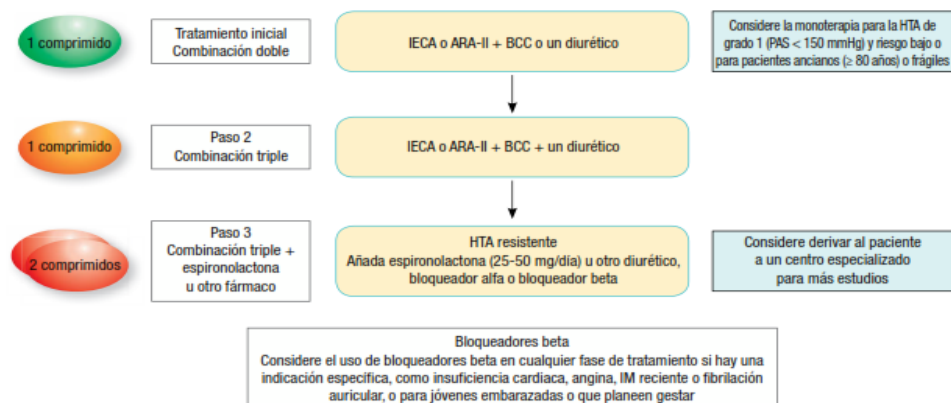 1 comprimido
Tratamiento inicial
Combinación doble
IECA o ARA-II + BCC o un diurético
Considere la monoterapia para la HTA de
grado 1 (PAS < 150 mmHg) y riesgo bajo o
para pacientes ancianos (≥ 80 años) o frágiles
1 comprimido
Paso 2
Combinación triple
IECA o ARA-II + BCC + un diurético
2 comprimidos
Paso 3
Combinación triple +
espironolactona
u otro fármaco
HTA resistente
Añada espironolactona (25-50 mg/día) u otro diurético,
bloqueador alfa o bloqueador beta
Considere derivar al paciente
a un centro especializado
para más estudios
Bloqueadores beta
Considere el uso de bloqueadores beta en cualquier fase de tratamiento si hay una
indicación específica, como insuficiencia cardiaca, angina, IM reciente o fibrilación
auricular, o para jóvenes embarazadas o que planeen gestar